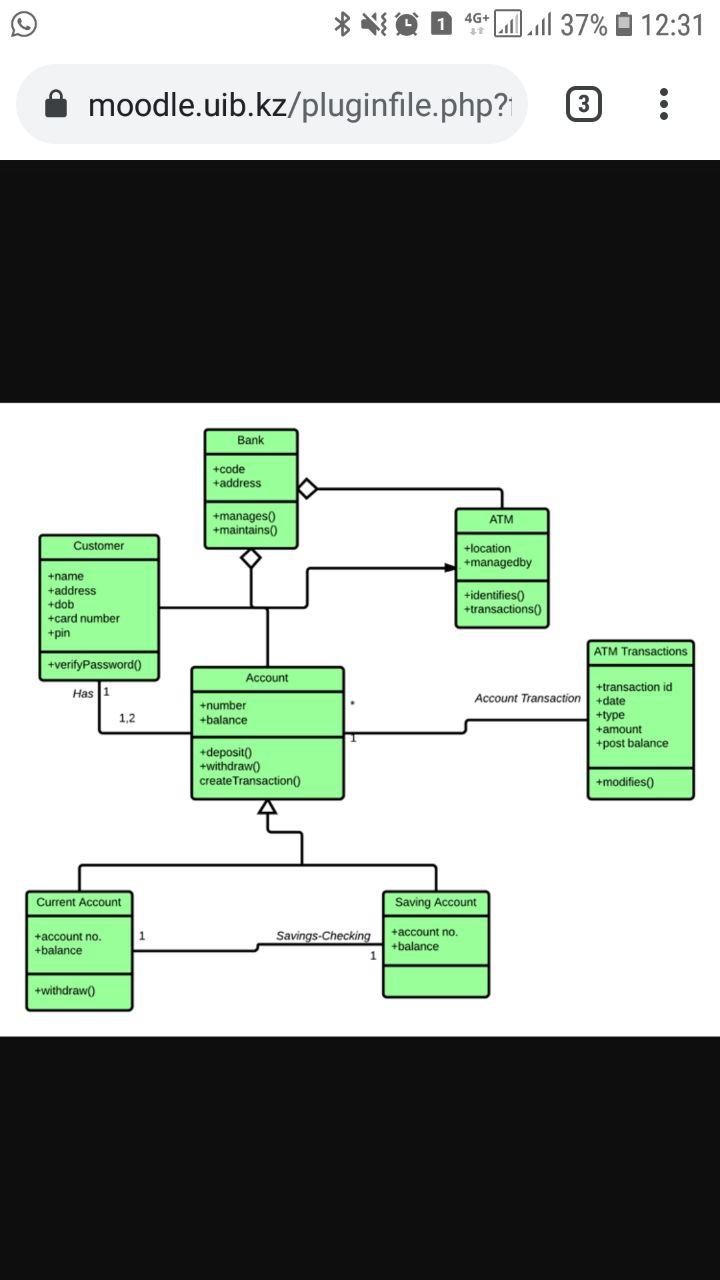 1 4G+ 37% 12:31
moodle.uib.kz/pluginfile.php?
3
Bank
+code
+address
+manages()
+maintains()
ATM
+location
+managedby
+identifies()
+transactions()
Customer
+name
+address
+dob
+card number
+pin
+verifyPassword()
Has 1
1,2
Account
+number
+balance
+deposit()
+withdraw()
createTransaction()
*
1
Account Transaction
ATM Transactions
+transaction id
+date
+type
+amount
+post balance
+modifies()
Current Account
+account no.
+balance
+withdraw()
1
Savings-Checking
1
Saving Account
+account no.
+balance